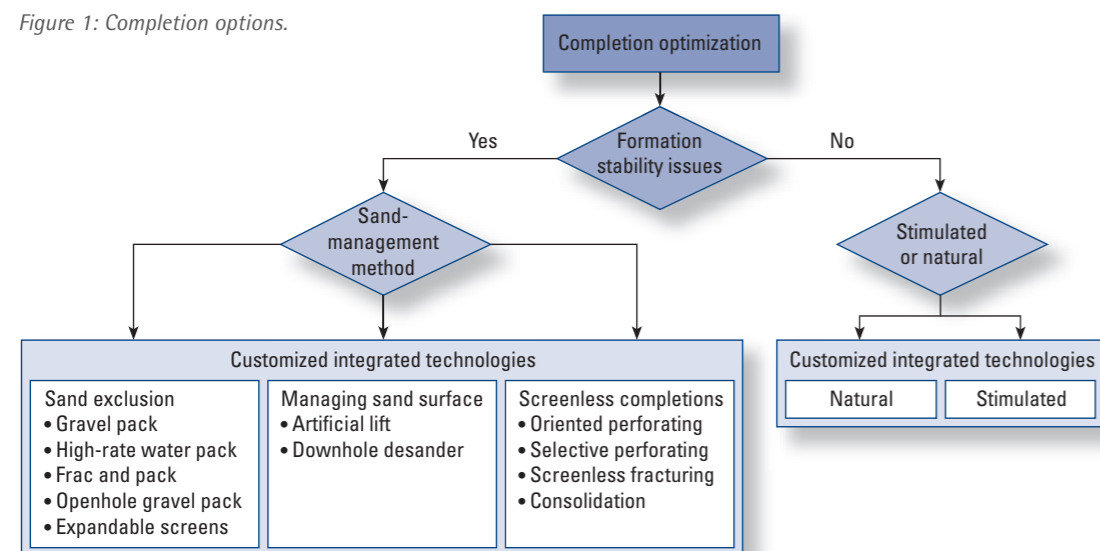 Figure 1: Completion options.
Completion optimization
Yes
Formation
stability issues
No
Sand-
management
method
Stimulated
or natural
Customized integrated technologies
Sand exclusion
• Gravel pack
• High-rate water pack
• Frac and pack
• Openhole gravel pack
• Expandable screens
Managing sand surface
• Artificial lift
• Downhole desander
Screenless completions
• Oriented perforating
• Selective perforating
• Screenless fracturing
• Consolidation
Customized integrated technologies
Natural
Stimulated